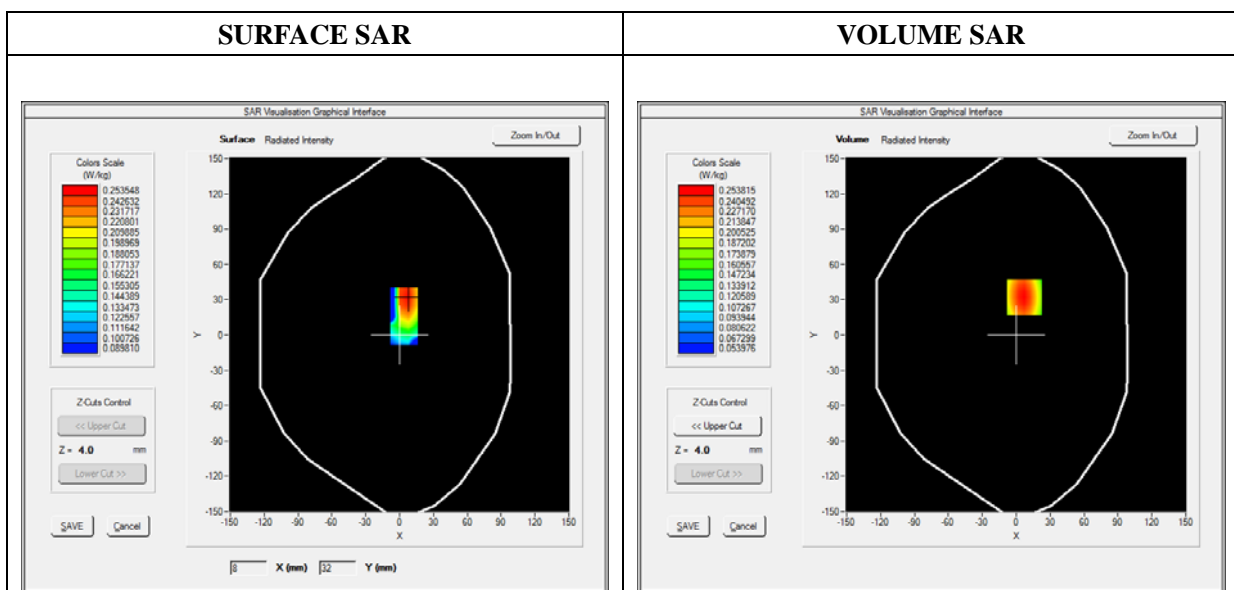 SURFACE SAR
VOLUME SAR
SAR Visualisation Graphical Interface
Surface Radiated Intensity
Zoom In/Out
Colors Scale
(W/kg)
0.253548
0.242632
0.231717
0.220801
0.209885
0.198969
0.188053
0.177137
0.166221
0.155305
0.144389
0.133473
0.122557
0.111642
0.100726
0.089810
Z-Cuts Control
<< Upper Cut
Z = 4.0 mm
Lower Cut >>
SAVE Cancel
150
120
90
60
30
0
-30
-60
-90
-120
-150
Y
-150 -120 -90 -60 -30 0 30 60 90 120 150
X
8 X (mm) 32 Y (mm)
SAR Visualisation Graphical Interface
Volume Radiated Intensity
Zoom In/Out
Colors Scale
(W/kg)
0.253815
0.240492
0.227170
0.213847
0.200525
0.187202
0.173879
0.160557
0.147234
0.133912
0.120589
0.107267
0.093944
0.080622
0.067299
0.053976
Z-Cuts Control
<< Upper Cut
Z = 4.0 mm
Lower Cut >>
SAVE Cancel
150
120
90
60
30
0
-30
-60
-90
-120
-150
Y
-150 -120 -90 -60 -30 0 30 60 90 120 150
X